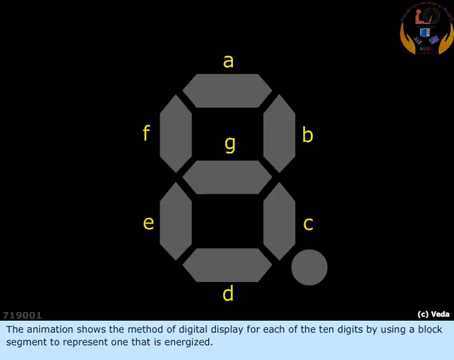 a
f
b
g
e
c
d
719001
(c) Veda
The animation shows the method of digital display for each of the ten digits by using a block
segment to represent one that is energized.